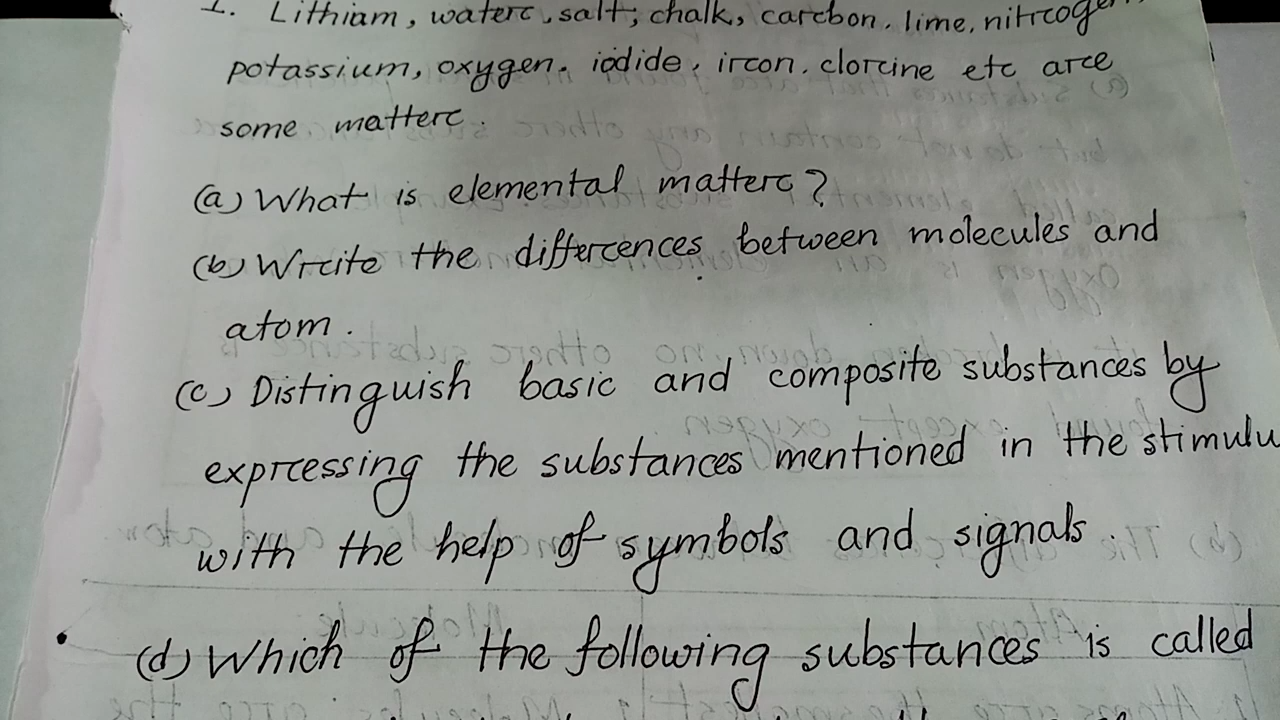 1. Lithiam, waterc, salt, chalk, carcbon, lime, nitrcogen,
potassium, oxygen, iodide, ircon, clorcine etc arce
some matterc.
(a) What is elemental matterc?
(b) Wrcite the differcences between molecules and
atom.
(c) Distinguish basic and composite substances by
exprcessing the substances mentioned in the stimulu
with the help of symbols and signals.
(d) Which of the following substances is called